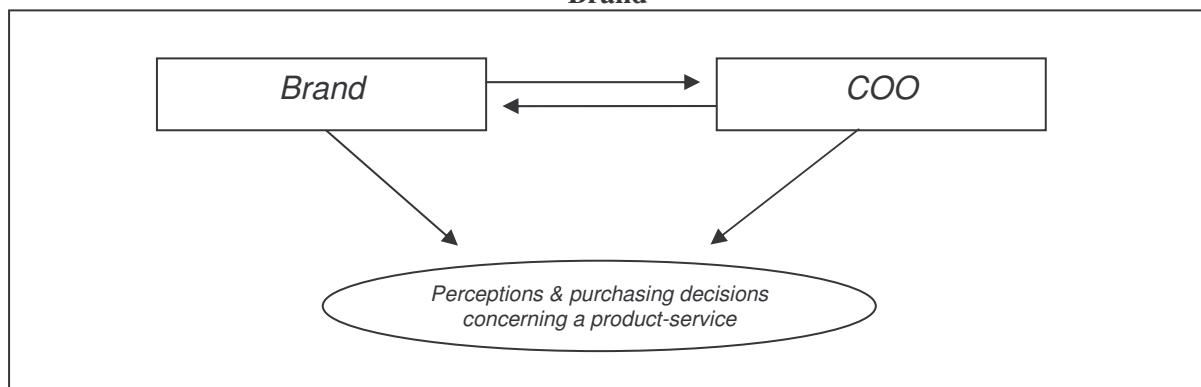 Brand
Brand
COO
Perceptions & purchasing decisions
concerning a product-service